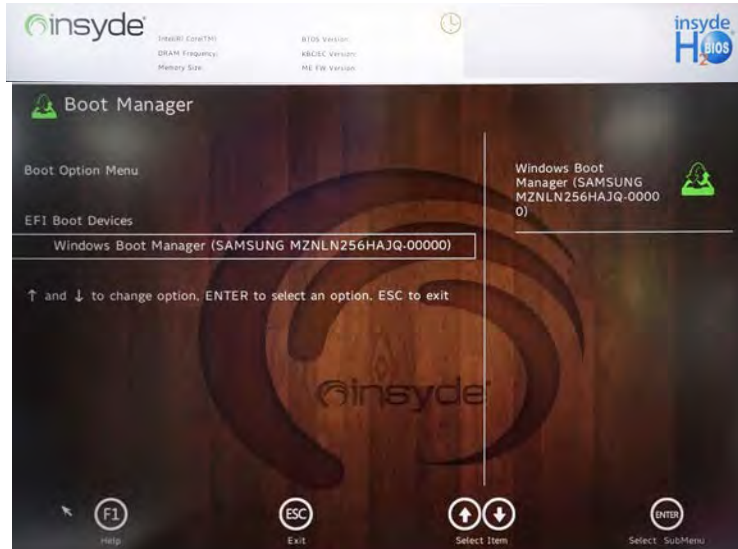 insyde
Intel(R) Core(TM)
BIOS Version:
DRAM Frequency:
KBC/EC Version:
Memory Size:
ME FW Version:
insyde
H2O BIOS
Boot Manager
Boot Option Menu
EFI Boot Devices
Windows Boot Manager (SAMSUNG MZNLN256HAJQ-00000)
↑ and ↓ to change option, ENTER to select an option, ESC to exit
Windows Boot
Manager (SAMSUNG
MZNLN256HAJQ-0000
0)
insyde
F1
Help
ESC
Exit
Select Item
ENTER
Select SubMenu